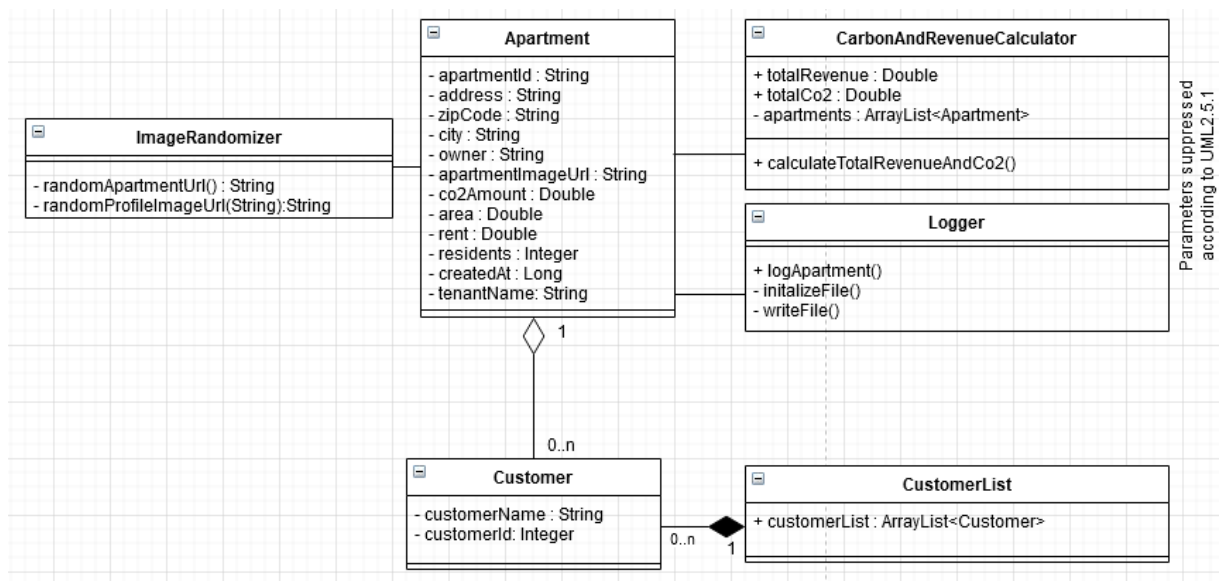 ImageRandomizer
- randomApartmentUrl() : String
- randomProfileImageUrl(String):String
Apartment
- apartmentId : String
- address : String
- zipCode : String
- city : String
- owner : String
- apartmentImageUrl : String
- co2Amount : Double
- area : Double
- rent : Double
- residents : Integer
- createdAt : Long
- tenantName: String
CarbonAndRevenueCalculator
+ totalRevenue : Double
+ totalCo2 : Double
- apartments : ArrayList<Apartment>
+ calculateTotalRevenueAndCo2()
Logger
+ logApartment()
- initalizeFile()
- writeFile()
Parameters suppressed
according to UML2.5.1
1
0..n
Customer
- customerName : String
- customerId: Integer
0..n
1
CustomerList
+ customerList : ArrayList<Customer>